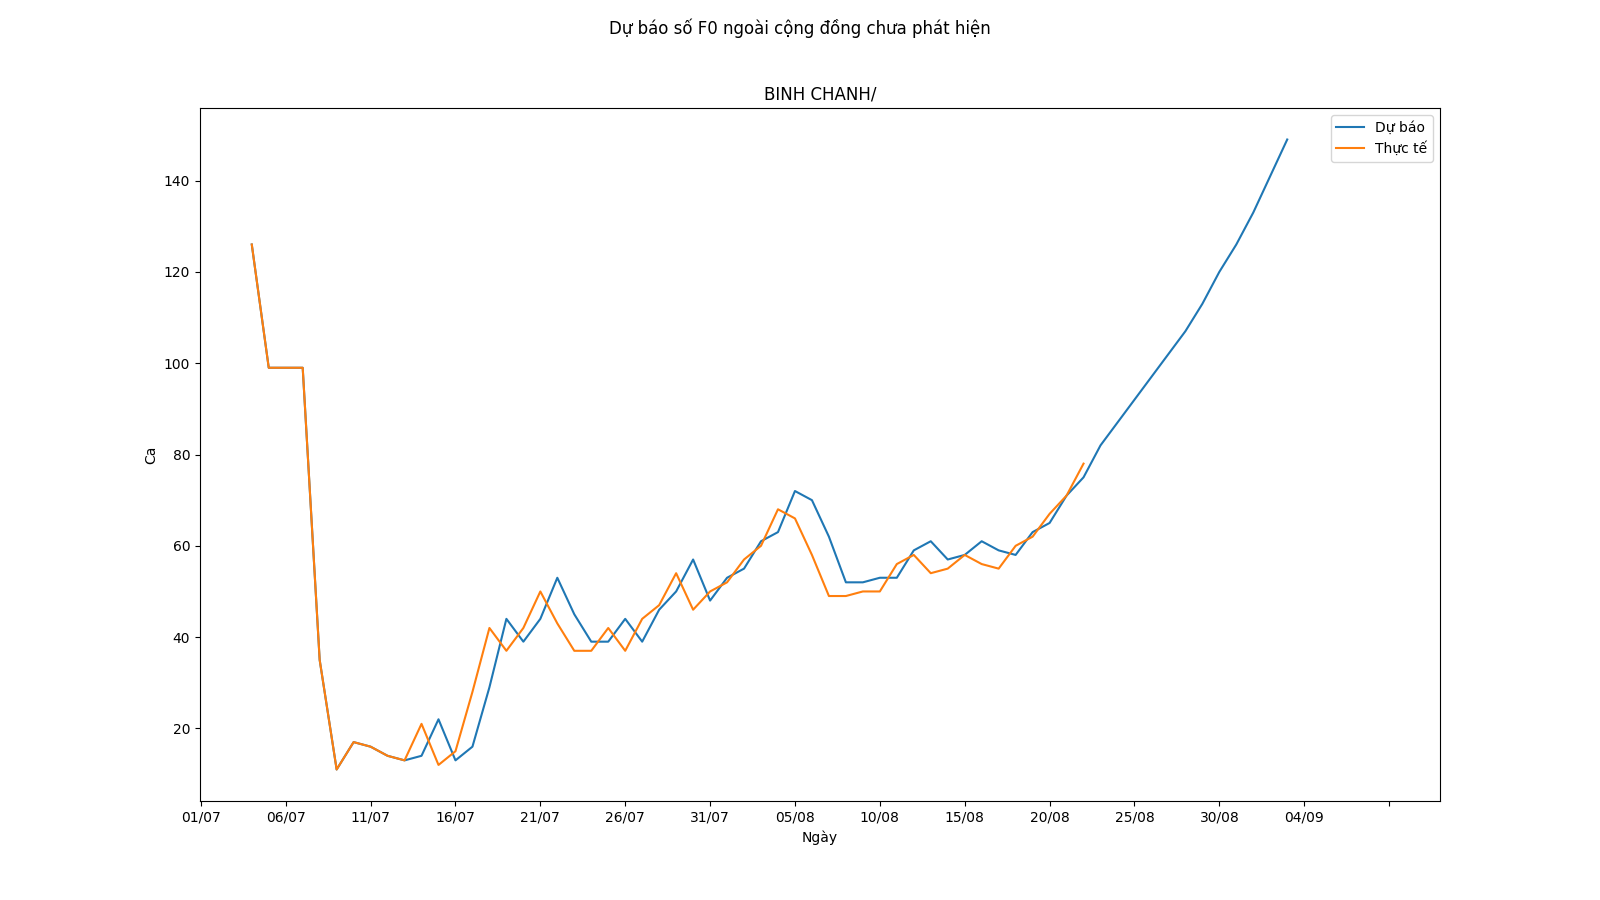 Dự báo số F0 ngoài cộng đồng chưa phát hiện
BINH CHANH/
Dự báo
Thực tế
140
120
100
80
60
40
20
Ca
01/07 06/07 11/07 16/07 21/07 26/07 31/07 05/08 10/08 15/08 20/08 25/08 30/08 04/09
Ngày